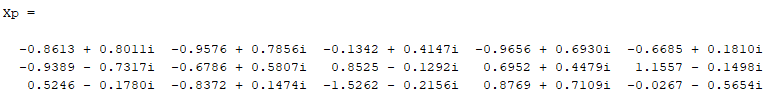 Xp =
-0.8613 + 0.8011i  -0.9576 + 0.7856i  -0.1342 + 0.4147i  -0.9656 + 0.6930i  -0.6685 + 0.1810i
-0.9389 - 0.7317i  -0.6786 + 0.5807i   0.8525 - 0.1292i   0.6952 + 0.4479i   1.1557 - 0.1498i
0.5246 - 0.1780i  -0.8372 + 0.1474i  -1.5262 - 0.2156i   0.8769 + 0.7109i  -0.0267 - 0.5654i